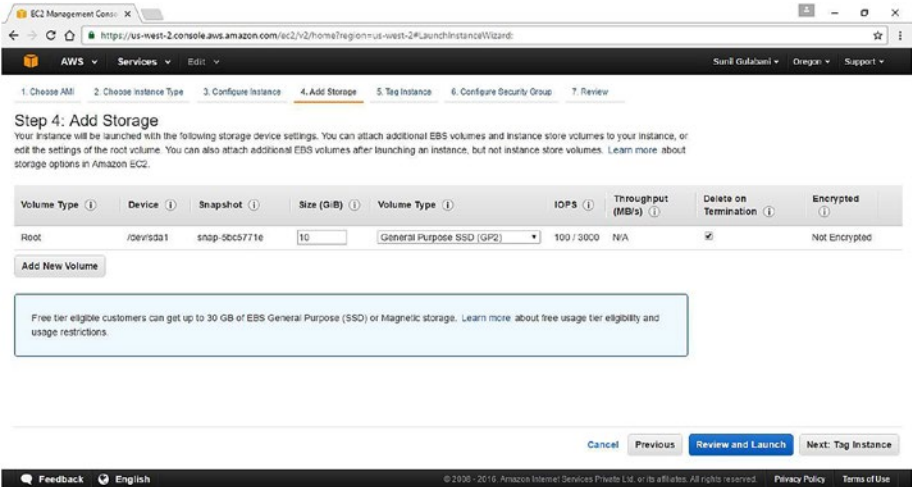 EC2 Management Conso
https://us-west-2.console.aws.amazon.com/ec2/v2/home?region=us-west-2#LaunchInstanceWizard:
AWS Services Edit Sunil Gulabani Oregon Support
1. Choose AMI 2. Choose Instance Type 3. Configure Instance 4. Add Storage 5. Tag Instance 6. Configure Security Group 7. Review
Step 4: Add Storage
Your instance will be launched with the following storage device settings. You can attach additional EBS volumes and instance store volumes to your instance, or
edit the settings of the root volume. You can also attach additional EBS volumes after launching an instance, but not instance store volumes. Learn more about
storage options in Amazon EC2.
Volume Type Device Snapshot Size (GiB) Volume Type IOPS Throughput (MB/s) Delete on Termination Encrypted
Root /dev/sda1 snap-5bc5771e 10 General Purpose SSD (GP2) 100 / 3000 N/A Not Encrypted
Add New Volume
Free tier eligible customers can get up to 30 GB of EBS General Purpose (SSD) or Magnetic storage. Learn more about free usage tier eligibility and
usage restrictions.
Cancel Previous Review and Launch Next: Tag Instance
Feedback English © 2008 - 2016, Amazon Internet Services Private Ltd. or its affiliates. All rights reserved. Privacy Policy Terms of Use